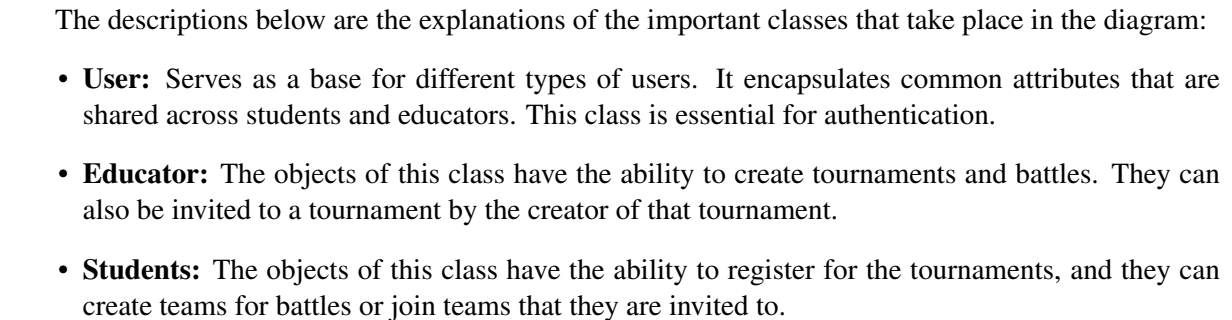 The descriptions below are the explanations of the important classes that take place in the diagram:
• User: Serves as a base for different types of users. It encapsulates common attributes that are
shared across students and educators. This class is essential for authentication.
• Educator: The objects of this class have the ability to create tournaments and battles. They can
also be invited to a tournament by the creator of that tournament.
• Students: The objects of this class have the ability to register for the tournaments, and they can
create teams for battles or join teams that they are invited to.